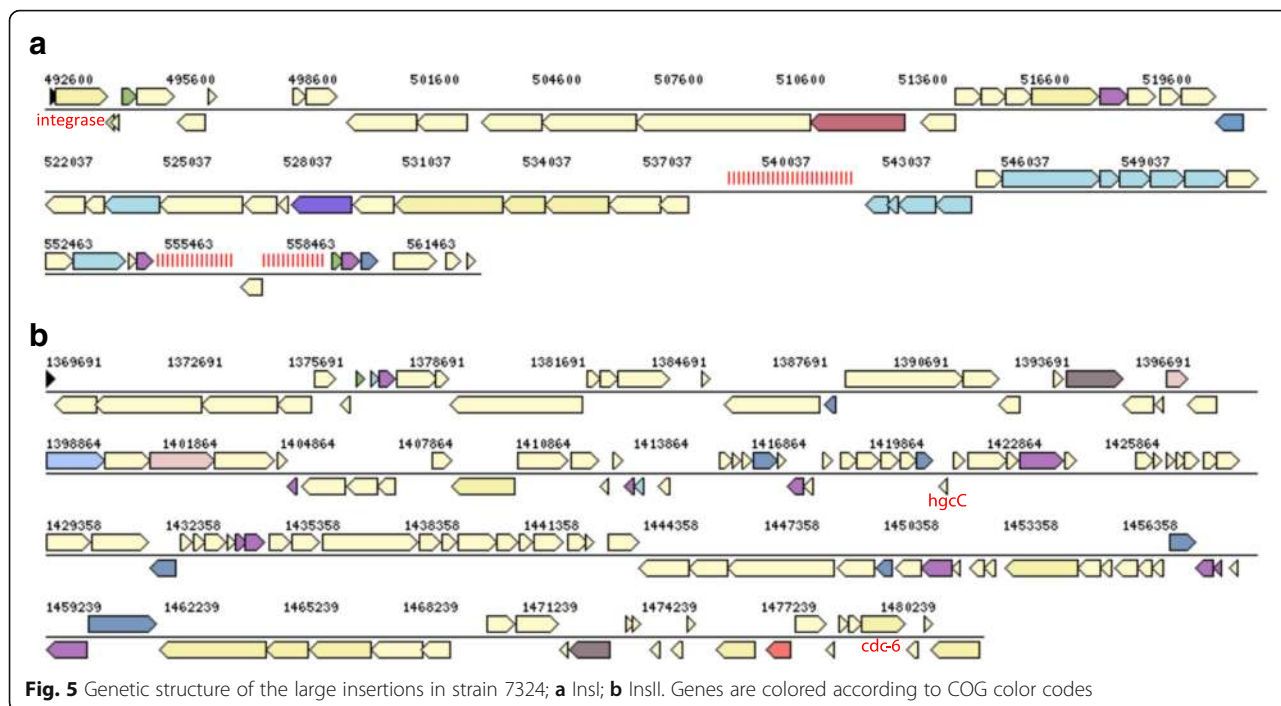 a
492600 495600 498600 501600 504600 507600 510600 513600 516600 519600
integrase
522037 525037 528037 531037 534037 537037 540037 543037 546037 549037
552463 555463 558463 561463
b
1369691 1372691 1375691 1378691 1381691 1384691 1387691 1390691 1393691 1396691
1398864 1401864 1404864 1407864 1410864 1413864 1416864 1419864 1422864 1425864
hgcC
1429358 1432358 1435358 1438358 1441358 1444358 1447358 1450358 1453358 1456358
1459239 1462239 1465239 1468239 1471239 1474239 1477239 1480239
cdc-6
Fig. 5 Genetic structure of the large insertions in strain 7324; a InsI; b InsII. Genes are colored according to COG color codes